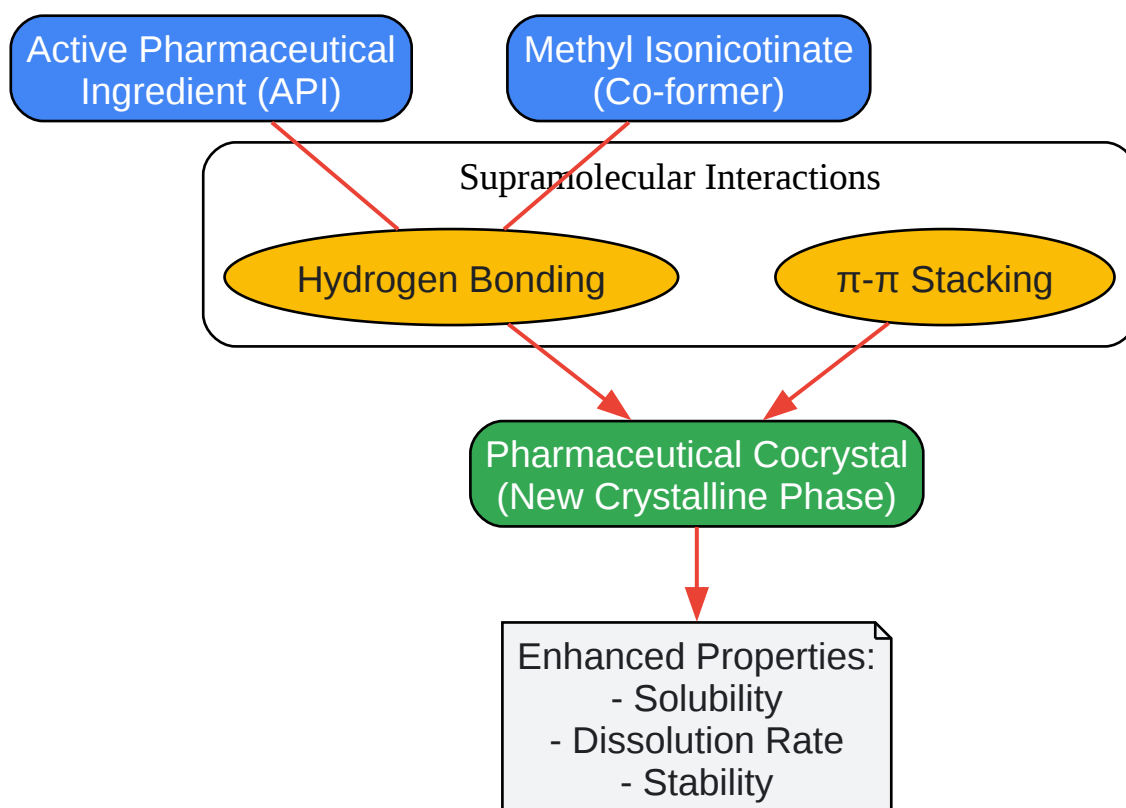 Active Pharmaceutical
Ingredient (API)
Methyl Isonicotinate
(Co-former)
Supramolecular Interactions
Hydrogen Bonding
π-π Stacking
Pharmaceutical Cocrystal
(New Crystalline Phase)
Enhanced Properties:
- Solubility
- Dissolution Rate
- Stability